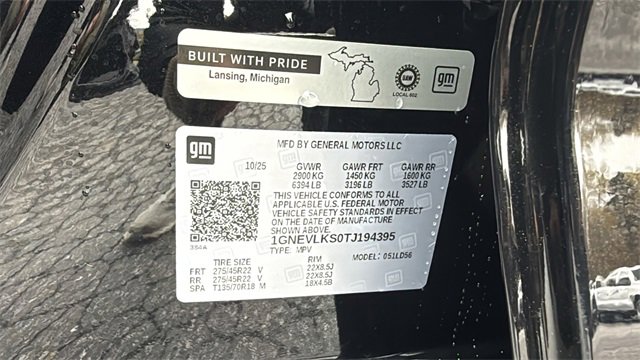 BUILT WITH PRIDE
Lansing, Michigan
UAW
LOCAL 602
gm
gm
MFD BY GENERAL MOTORS LLC
10/25 GVWR GAWR FRT GAWR RR
2900 KG 1450 KG 1600 KG
6394 LB 3196 LB 3527 LB
THIS VEHICLE CONFORMS TO ALL
APPLICABLE U.S. FEDERAL MOTOR
VEHICLE SAFETY STANDARDS IN EFFECT
ON THE DATE OF MANUFACTURE
SHOWN ABOVE.
1GNEVLKS0TJ194395
TYPE: MPV MODEL: 051LD56
TIRE SIZE RIM
FRT 275/45R22 V 22X8.5J
RR 275/45R22 V 22X8.5J
SPA T135/70R18 M 18X4.5B